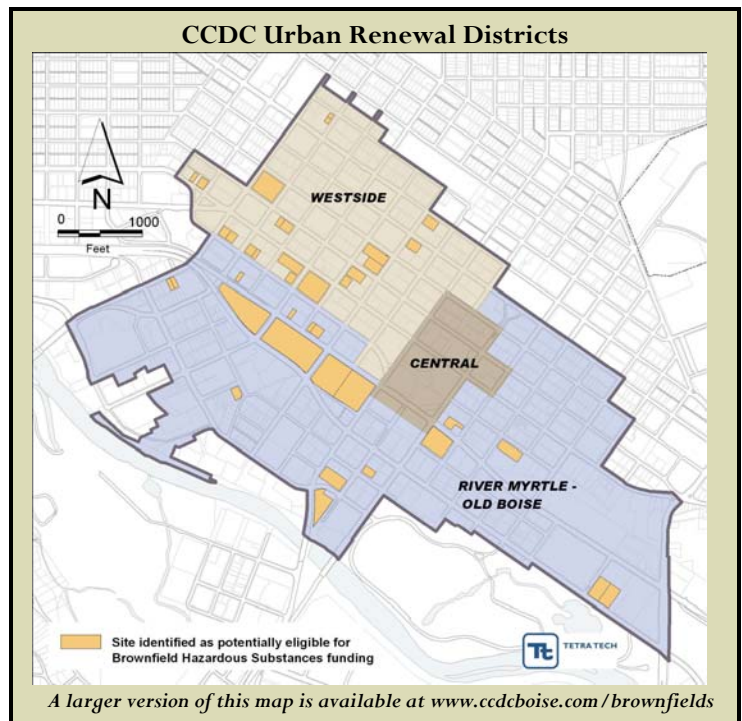 CCDC Urban Renewal Districts
WESTSIDE
N
0 1000
Feet
CENTRAL
RIVER MYRTLE -
OLD BOISE
Site identified as potentially eligible for
Brownfield Hazardous Substances funding
Tt TETRA TECH
A larger version of this map is available at www.ccdcboise.com/brownfields